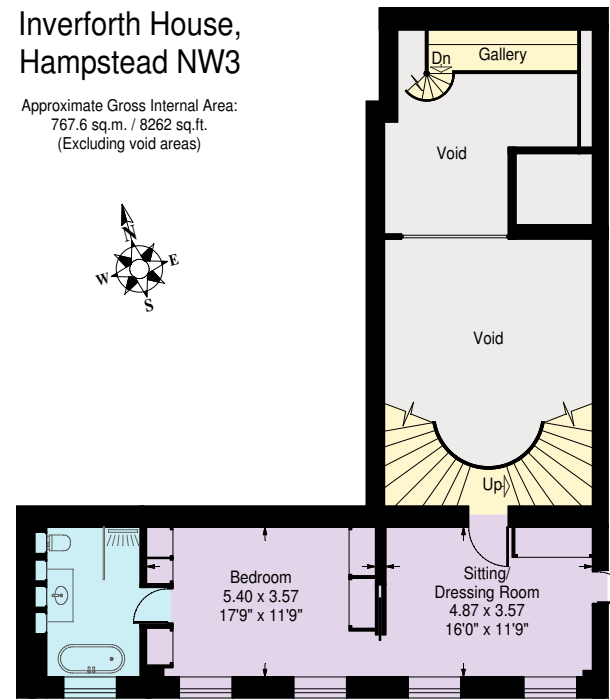 Inverforth House,
Hampstead NW3
Approximate Gross Internal Area:
767.6 sq.m. / 8262 sq.ft.
(Excluding void areas)
N
W
E
S
Dn
Gallery
Void
Void
Up
Bedroom
5.40 x 3.57
17'9" x 11'9"
Sitting/
Dressing Room
4.87 x 3.57
16'0" x 11'9"